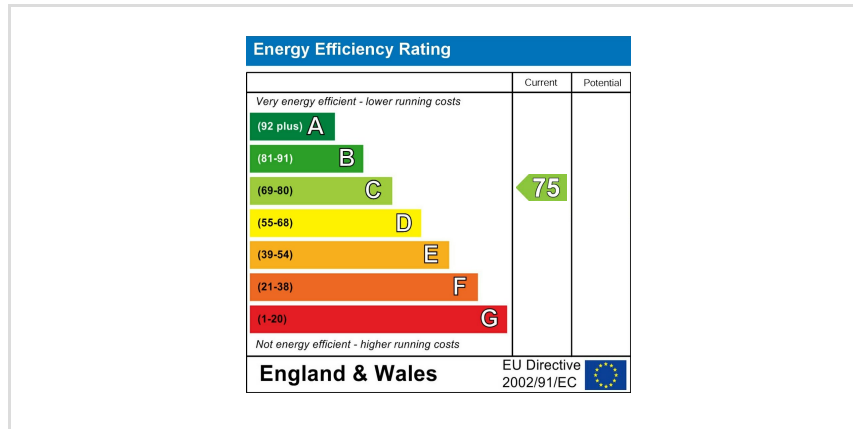 Energy Efficiency Rating
Current Potential
Very energy efficient - lower running costs
(92 plus) A
(81-91) B
(69-80) C
75
(55-68) D
(39-54) E
(21-38) F
(1-20) G
Not energy efficient - higher running costs
England & Wales
EU Directive
2002/91/EC